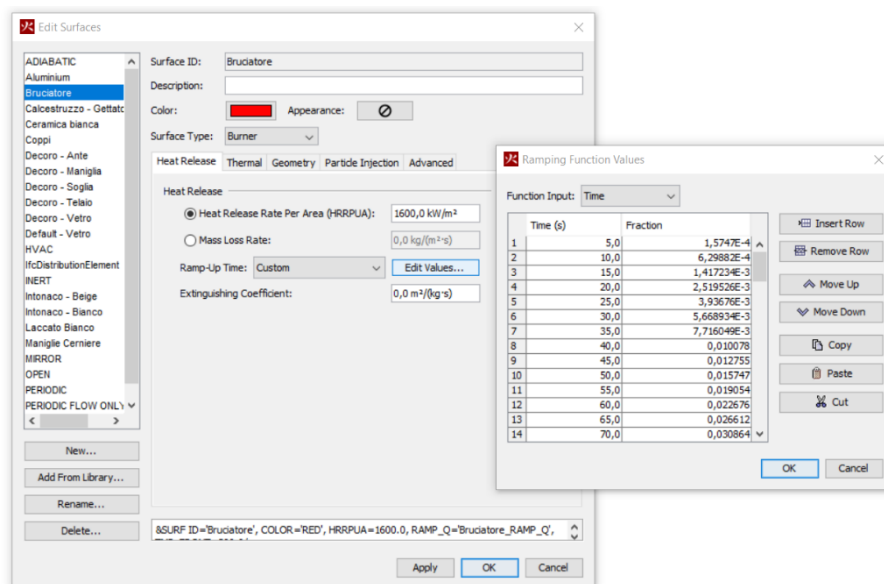 Edit Surfaces
ADIABATIC
Aluminium
Bruciatore
Calcestruzzo - Gettato
Ceramica bianca
Coppi
Decoro - Ante
Decoro - Maniglia
Decoro - Soglia
Decoro - Telaio
Decoro - Vetro
Default - Vetro
HVAC
IfcDistributionElement
INERT
Intonaco - Beige
Intonaco - Bianco
Laccato Bianco
Maniglie Cerniere
MIRROR
OPEN
PERIODIC
PERIODIC FLOW ONLY
New...
Add From Library...
Rename...
Delete...
Surface ID: Bruciatore
Description:
Color: Appearance:
Surface Type: Burner
Heat Release Thermal Geometry Particle Injection Advanced
Heat Release
Heat Release Rate Per Area (HRRPUA): 1600,0 kW/m²
Mass Loss Rate: 0,0 kg/(m²·s)
Ramp-Up Time: Custom Edit Values...
Extinguishing Coefficient: 0,0 m²/(kg·s)
&SURF ID='Bruciatore', COLOR='RED', HRRPUA=1600.0, RAMP_Q='Bruciatore_RAMP_Q',
Apply OK Cancel
Ramping Function Values
Function Input: Time
Time (s) Fraction
1 5,0 1,5747E-4
2 10,0 6,29882E-4
3 15,0 1,417234E-3
4 20,0 2,519526E-3
5 25,0 3,93676E-3
6 30,0 5,668934E-3
7 35,0 7,716049E-3
8 40,0 0,010078
9 45,0 0,012755
10 50,0 0,015747
11 55,0 0,019054
12 60,0 0,022676
13 65,0 0,026612
14 70,0 0,030864
Insert Row
Remove Row
Move Up
Move Down
Copy
Paste
Cut
OK Cancel